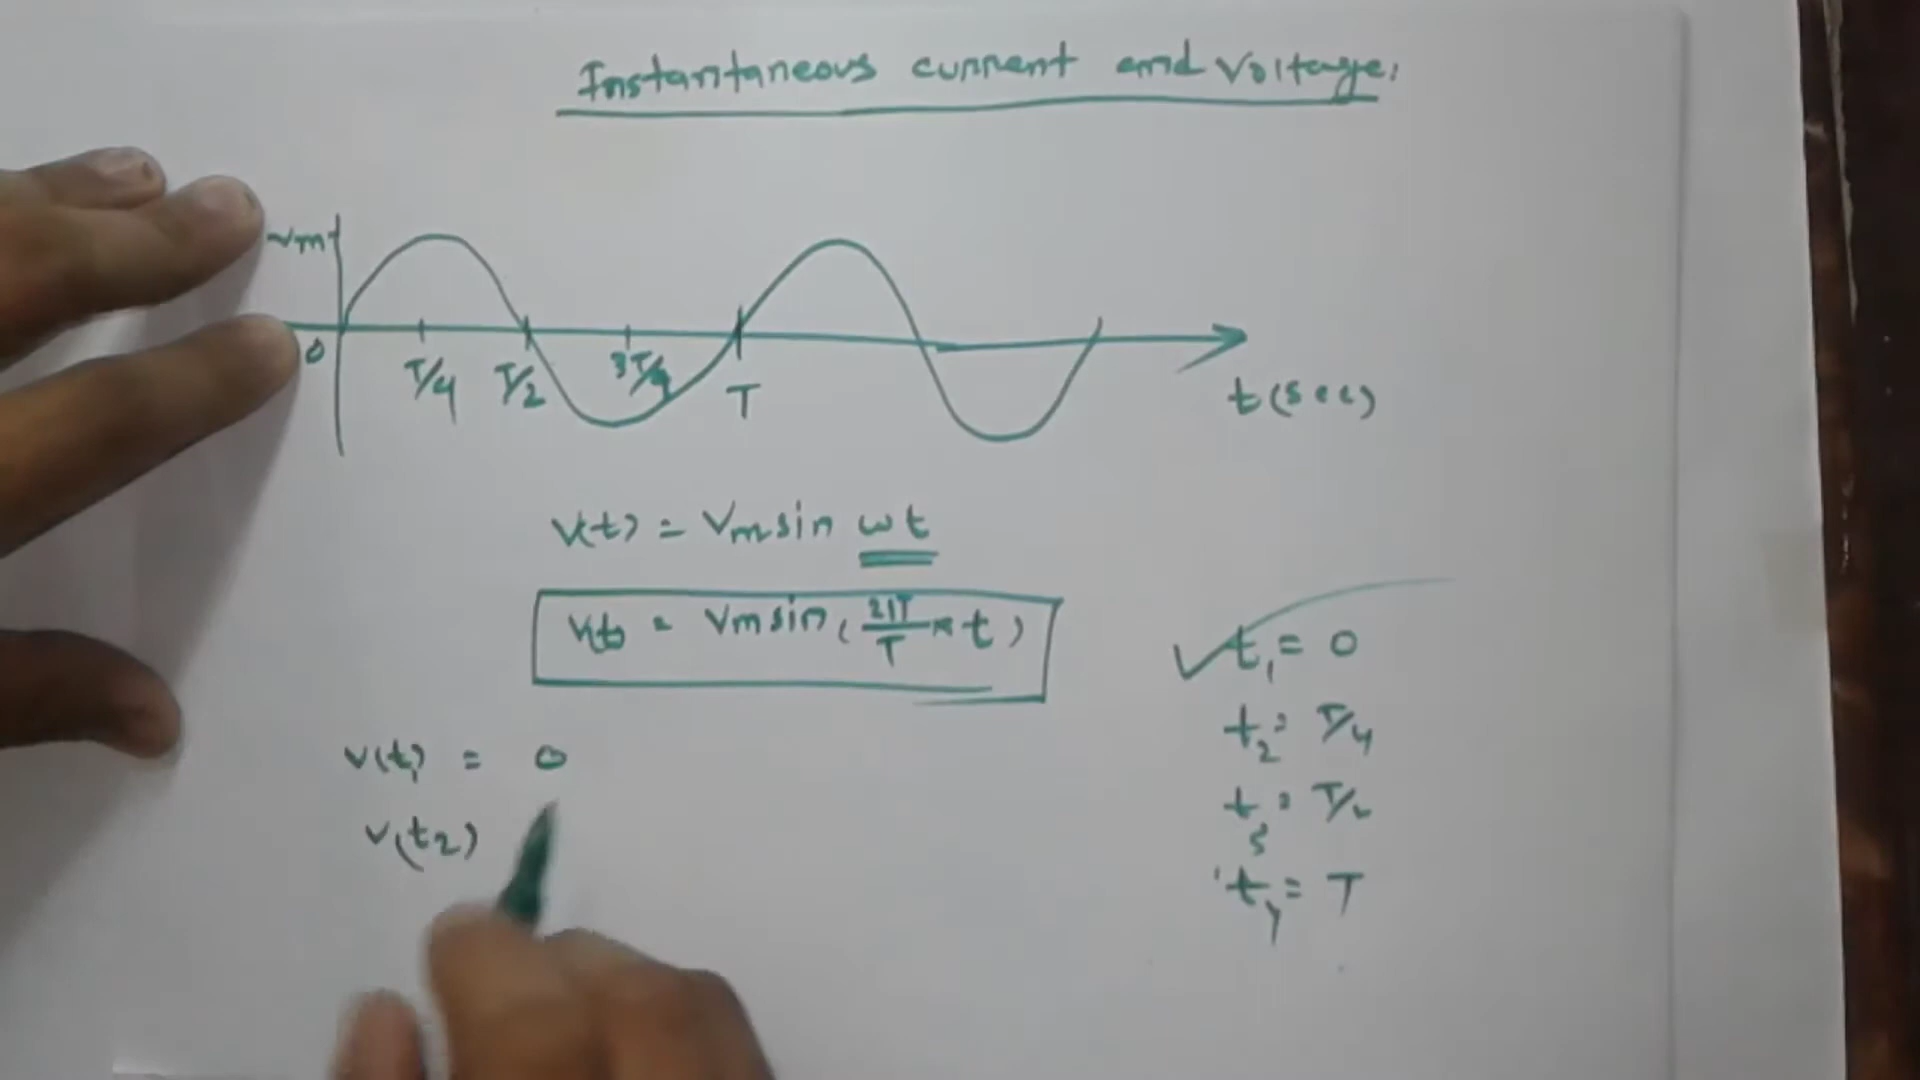 Instantaneous current and Voltage.
Vm
0 T/4 T/2 3T/4 T
t(sec)
V(t) = Vm sin ωt
V(t) = Vm sin (2π/T × t)
t1 = 0
t2 = T/4
t3 = T/2
t4 = T
v(t1) = 0
v(t2)